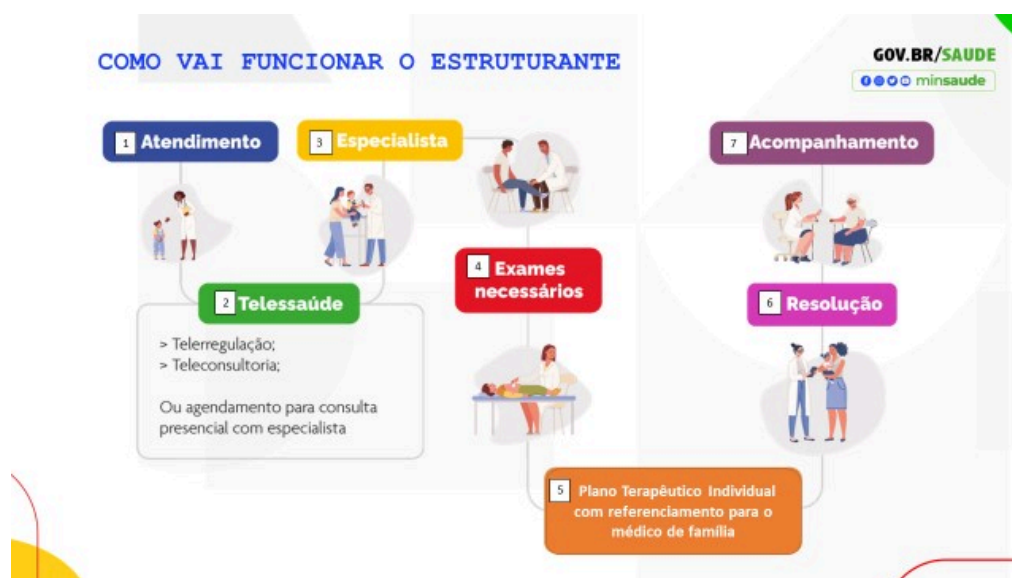 COMO VAI FUNCIONAR O ESTRUTURANTE
GOV.BR/SAUDE
minsaude
1 Atendimento
3 Especialista
7 Acompanhamento
4 Exames
necessários
2 Telessaúde
6 Resolução
> Telerregulação;
> Teleconsultoria;
Ou agendamento para consulta
presencial com especialista
5 Plano Terapêutico Individual
com referenciamento para o
médico de família